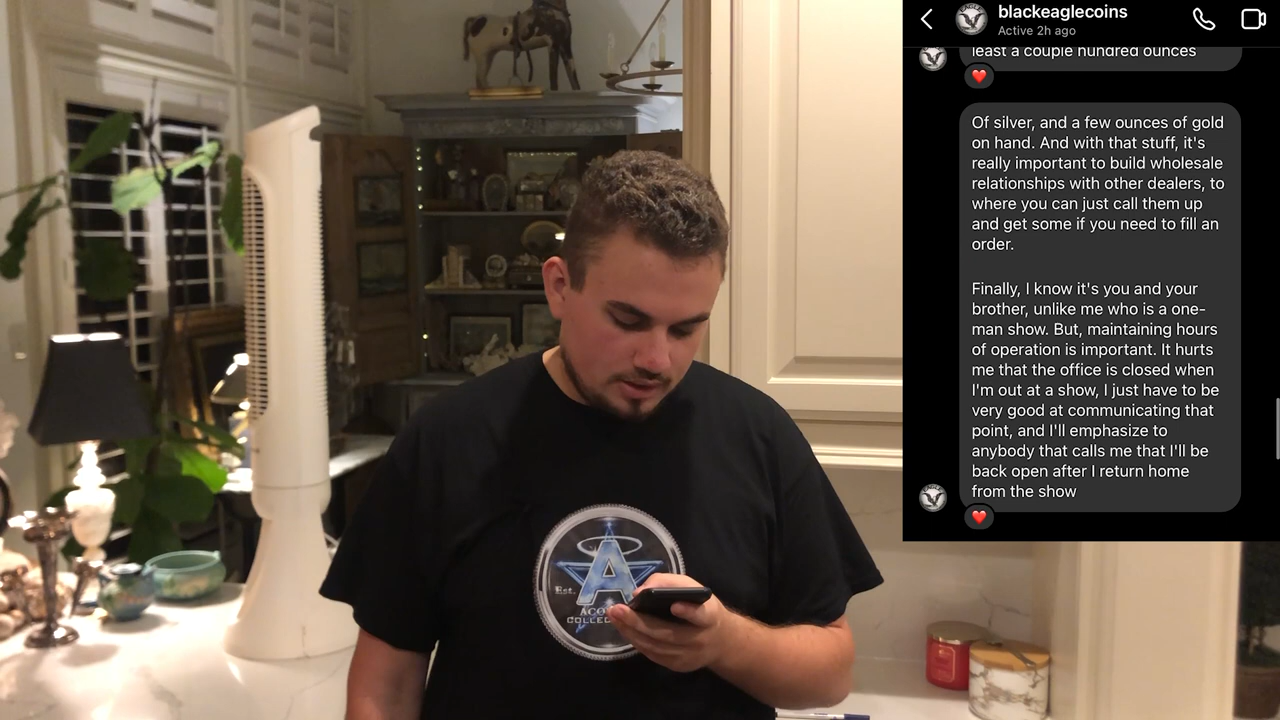 blackeaglecoins
Active 2h ago
least a couple hundred ounces
Of silver, and a few ounces of gold
on hand. And with that stuff, it's
really important to build wholesale
relationships with other dealers, to
where you can just call them up
and get some if you need to fill an
order.
Finally, I know it's you and your
brother, unlike me who is a one-
man show. But, maintaining hours
of operation is important. It hurts
me that the office is closed when
I'm out at a show, I just have to be
very good at communicating that
point, and I'll emphasize to
anybody that calls me that I'll be
back open after I return home
from the show
A
Est.